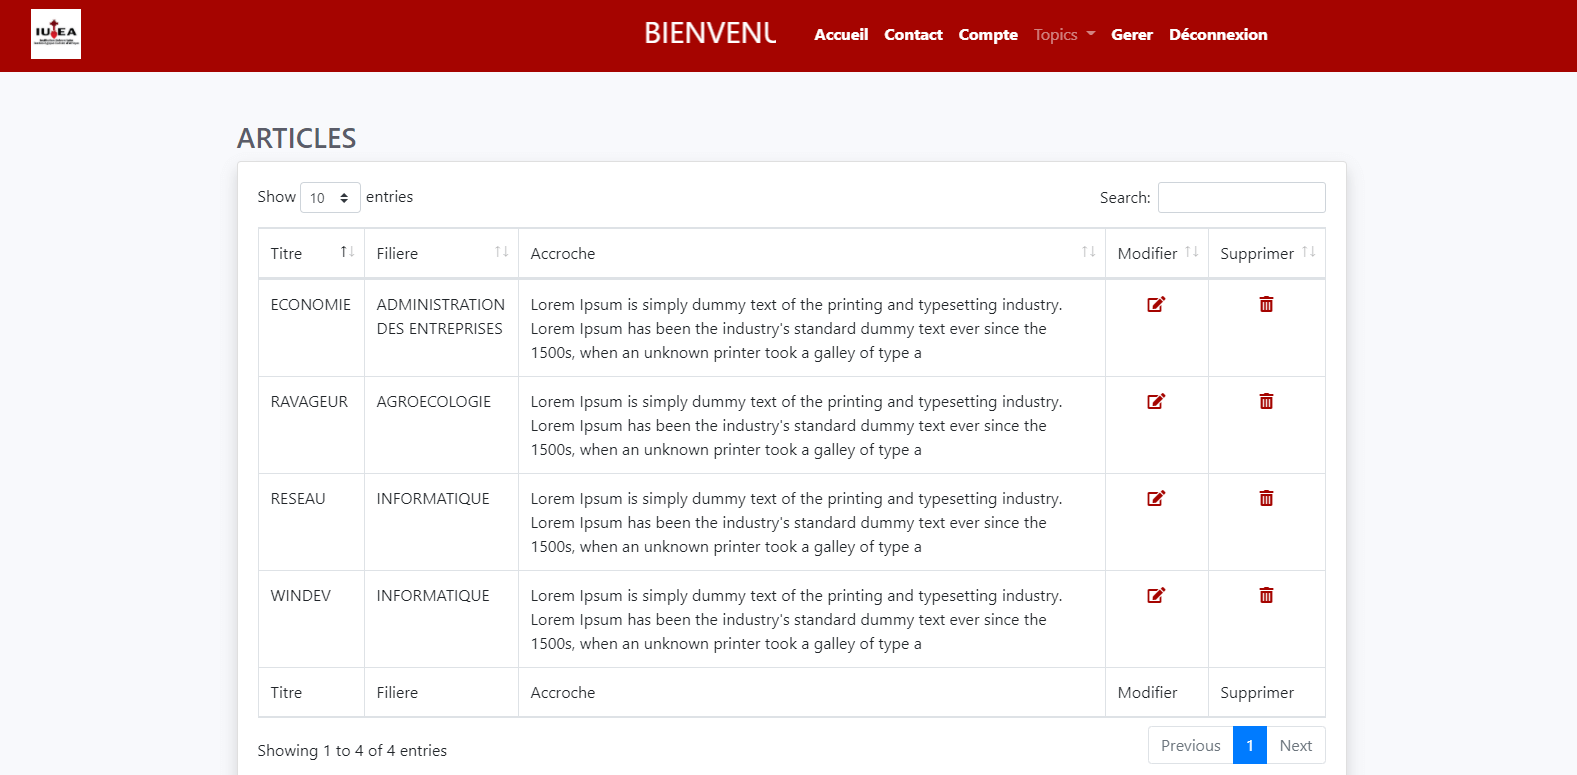 IUEA
BIENVENU
Accueil Contact Compte Topics Gerer Déconnexion
ARTICLES
Show 10 entries
Search:
Titre Filiere Accroche Modifier Supprimer
ECONOMIE ADMINISTRATION DES ENTREPRISES
Lorem Ipsum is simply dummy text of the printing and typesetting industry.
Lorem Ipsum has been the industry's standard dummy text ever since the
1500s, when an unknown printer took a galley of type a
RAVAGEUR AGROECOLOGIE
Lorem Ipsum is simply dummy text of the printing and typesetting industry.
Lorem Ipsum has been the industry's standard dummy text ever since the
1500s, when an unknown printer took a galley of type a
RESEAU INFORMATIQUE
Lorem Ipsum is simply dummy text of the printing and typesetting industry.
Lorem Ipsum has been the industry's standard dummy text ever since the
1500s, when an unknown printer took a galley of type a
WINDEV INFORMATIQUE
Lorem Ipsum is simply dummy text of the printing and typesetting industry.
Lorem Ipsum has been the industry's standard dummy text ever since the
1500s, when an unknown printer took a galley of type a
Titre Filiere Accroche Modifier Supprimer
Showing 1 to 4 of 4 entries
Previous 1 Next